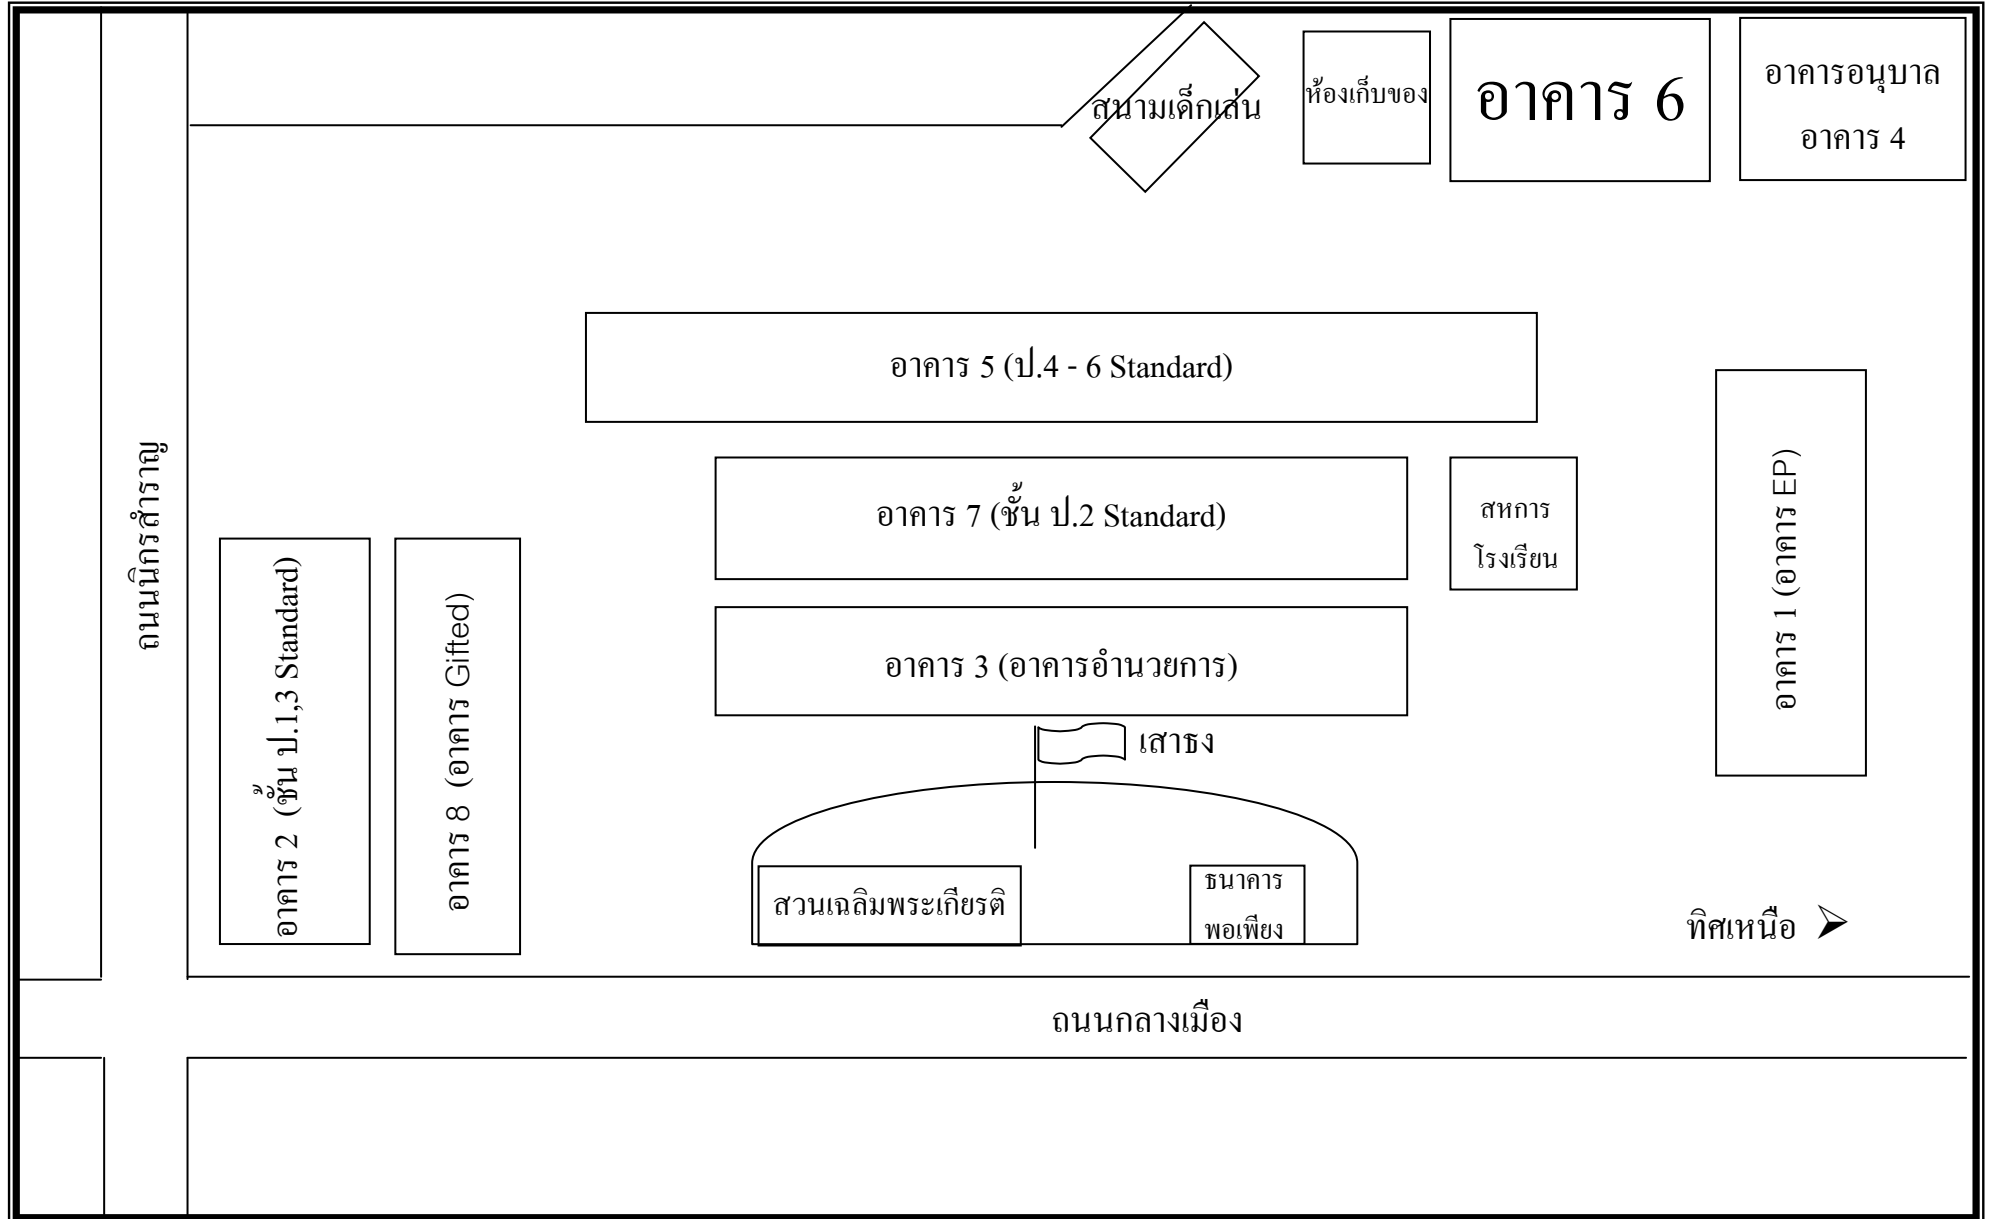 สนามเด็กเล่น
ห้องเก็บของ
อาคาร 6
อาคารอนุบาล
อาคาร 4
อาคาร 5 (ป.4 - 6 Standard)
อาคาร 7 (ชั้น ป.2 Standard)
สหการ
โรงเรียน
อาคาร 1 (อาคาร EP)
ถนนนิกรสำราญ
อาคาร 2 (ชั้น ป.1,3 Standard)
อาคาร 8 (อาคาร Gifted)
อาคาร 3 (อาคารอำนวยการ)
เสาธง
สวนเฉลิมพระเกียรติ
ธนาคาร
พอเพียง
ทิศเหนือ
ถนนกลางเมือง